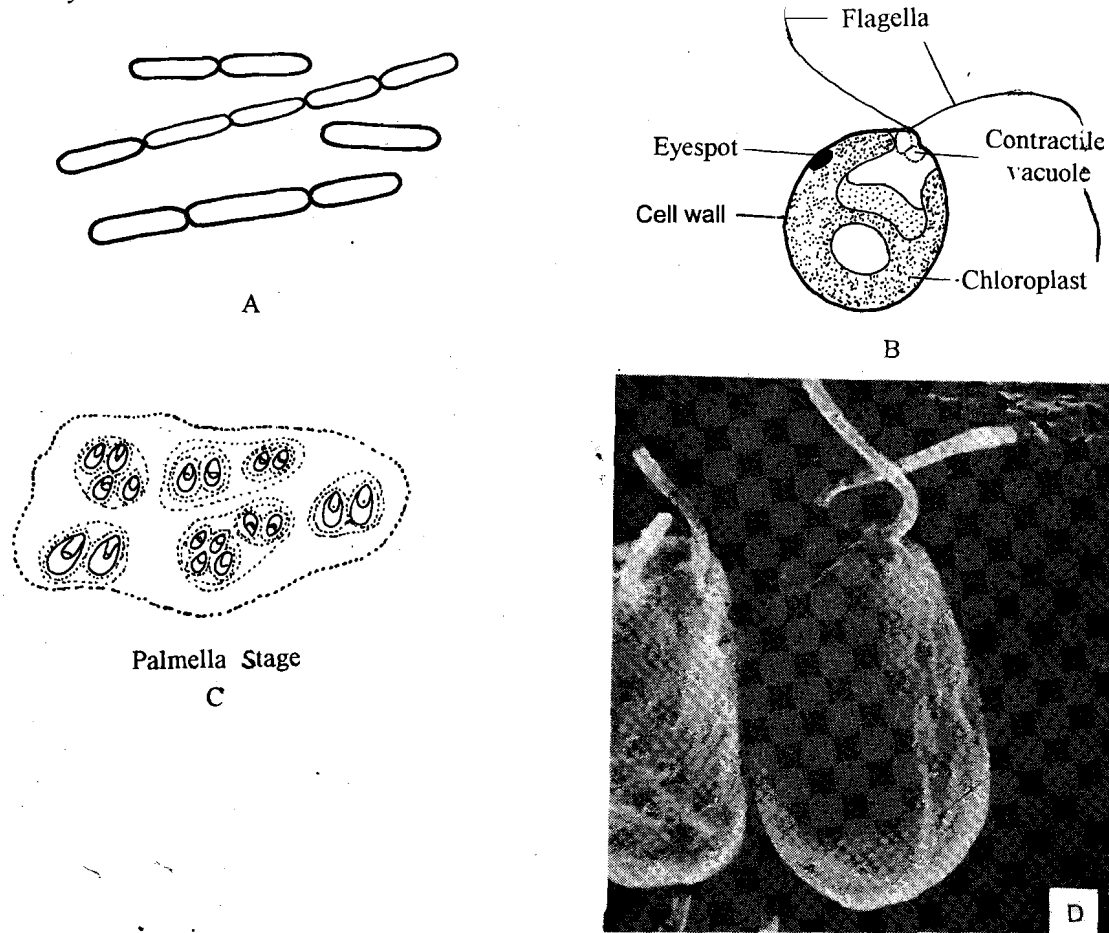 Flagella
Eyespot
Contractile
vacuole
Cell wall
Chloroplast
A
B
Palmella Stage
C
D